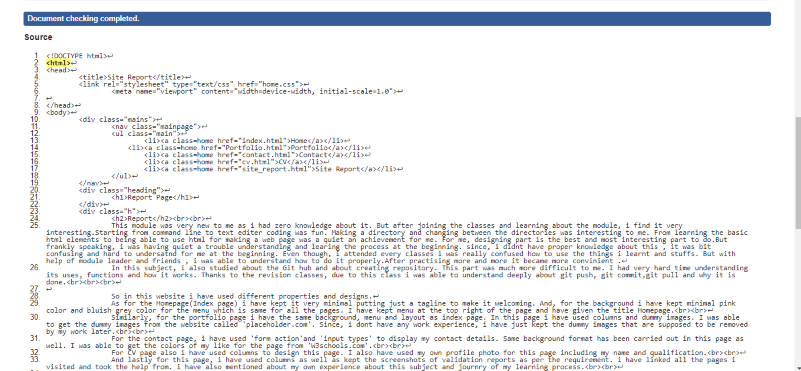 Document checking completed.
Source
1. <!DOCTYPE html>↩
2. <html>↩
3. <head>↩
4. <title>Site Report</title>↩
5. <link rel="stylesheet" type="text/css" href="home.css">↩
6. <meta name="viewport" content="width=device-width, initial-scale=1.0">↩
7. ↩
8. </head>↩
9. <body>↩
10. <div class="mains">↩
11. <nav class="mainpage">↩
12. <ul class="main">↩
13. <li><a class=home href="index.html">Home</a></li>↩
14. <li><a class=home href="Portfolio.html">Portfolio</a></li>↩
15. <li><a class=home href="contact.html">Contact</a></li>↩
16. <li><a class=home href="cv.html">CV</a></li>↩
17. <li><a class=home href="site_report.html">Site Report</a></li>↩
18. </ul>↩
19. </nav>↩
20. <div class="heading">↩
21. <h1>Report Page</h1>↩
22. </div>↩
23. <div class="h">↩
24. <h2>Report</h2><br><br>↩
25. This module was very new to me as i had zero knowledge about it. But after joining the classes and learning about the module, i find it very
interesting.Starting from command line to text editor coding was fun. Making a directory and changing between the directories was interesting to me. From learning the basic
html elements to being able to use html for making a web page was a quiet an achievement for me. For me, designing part is the best and most interesting part to do.But
frankly speaking, i was having quiet a trouble understanding and learing the process at the beginning. since, i didnt have proper knowledge about this , it was bit
confusing and hard to undersatnd for me at the beginning. Even though, i attended every classes i was really confused how to use the things i learnt and stuffs. But with
help of module leader and friends , i was able to understand how to do it properly.After practising more and more it became more convinient .↩
26. In this subject, i also studied about the Git hub and about creating repository. This part was much more difficult to me. I had very hard time understanding
its uses, functions and how it works. Thanks to the revision classes, due to this class i was able to understand deeply about git push, git commit,git pull and why it is
done.<br><br><br>↩
27. ↩
28. So in this website i have used different properties and designs.↩
29. As for the Homepage(index page) i have kept it very minimal putting just a tagline to make it welcoming. And, for the background i have kept minimal pink
color and bluish grey color for the menu which is same for all the pages. I have kept menu at the top right of the page and have given the title Homepage.<br><br>↩
30. Similarly, for the portfolio page i have the same background, menu and layout as index page. In this page i have used columns and dummy images. I was able
to get the dummy images from the website called 'placeholder.com'. Since, i dont have any work experience, i have just kept the dummy images that are supposed to be removed
by my work later.<br><br>↩
31. For the contact page, i have used 'form action'and 'input types' to display my contact details. Same background format has been carried out in this page as
well. I was able to get the colors of my like for the page from 'W3schools.com'.<br><br>↩
32. For CV page also i have used columns to design this page. I also have used my own profile photo for this page including my name and qualification.<br><br>↩
33. And lastly for this page, i have used columns as well as kept the screenshots of validation reports as per the requirement. i have linked all the pages i
visited and took the help from. i have also mentioned about my own experience about this subject and jounrry of my learning process.<br><br>↩